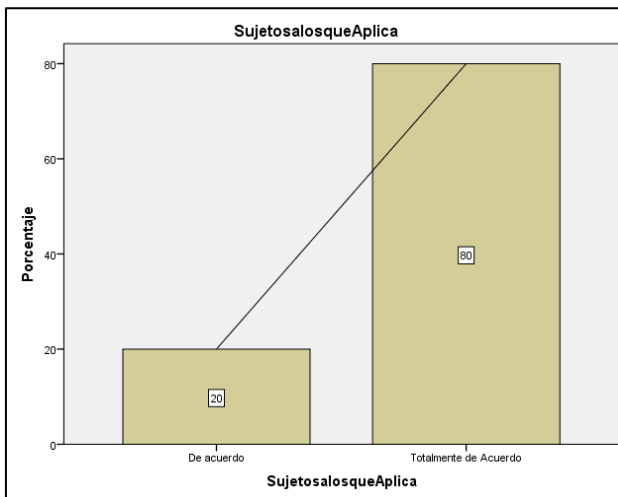 SujetosalosqueAplica
80
60
40
20
0
Porcentaje
20
80
De acuerdo
Totalmente de Acuerdo
SujetosalosqueAplica